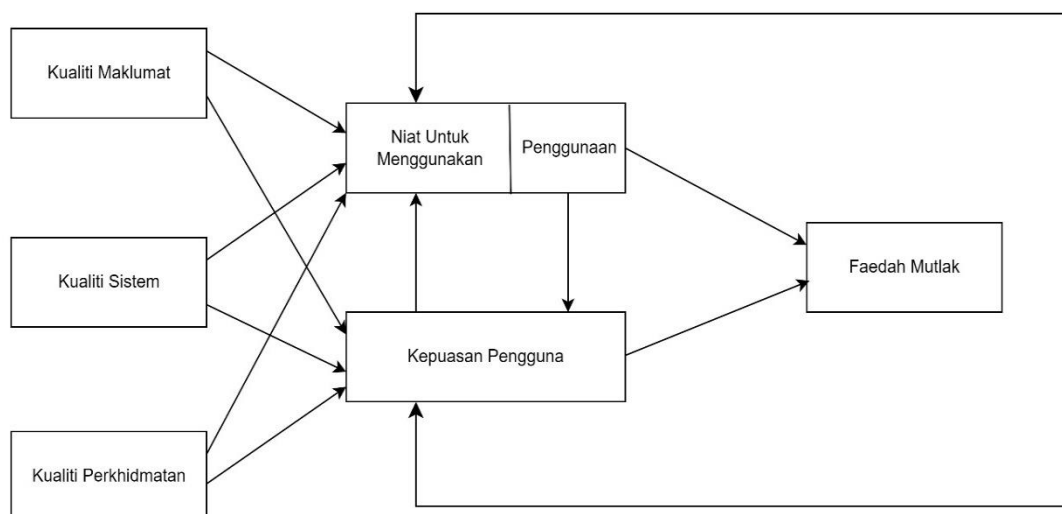 Kualiti Maklumat
Niat Untuk
Menggunakan
Penggunaan
Kualiti Sistem
Faedah Mutlak
Kepuasan Pengguna
Kualiti Perkhidmatan